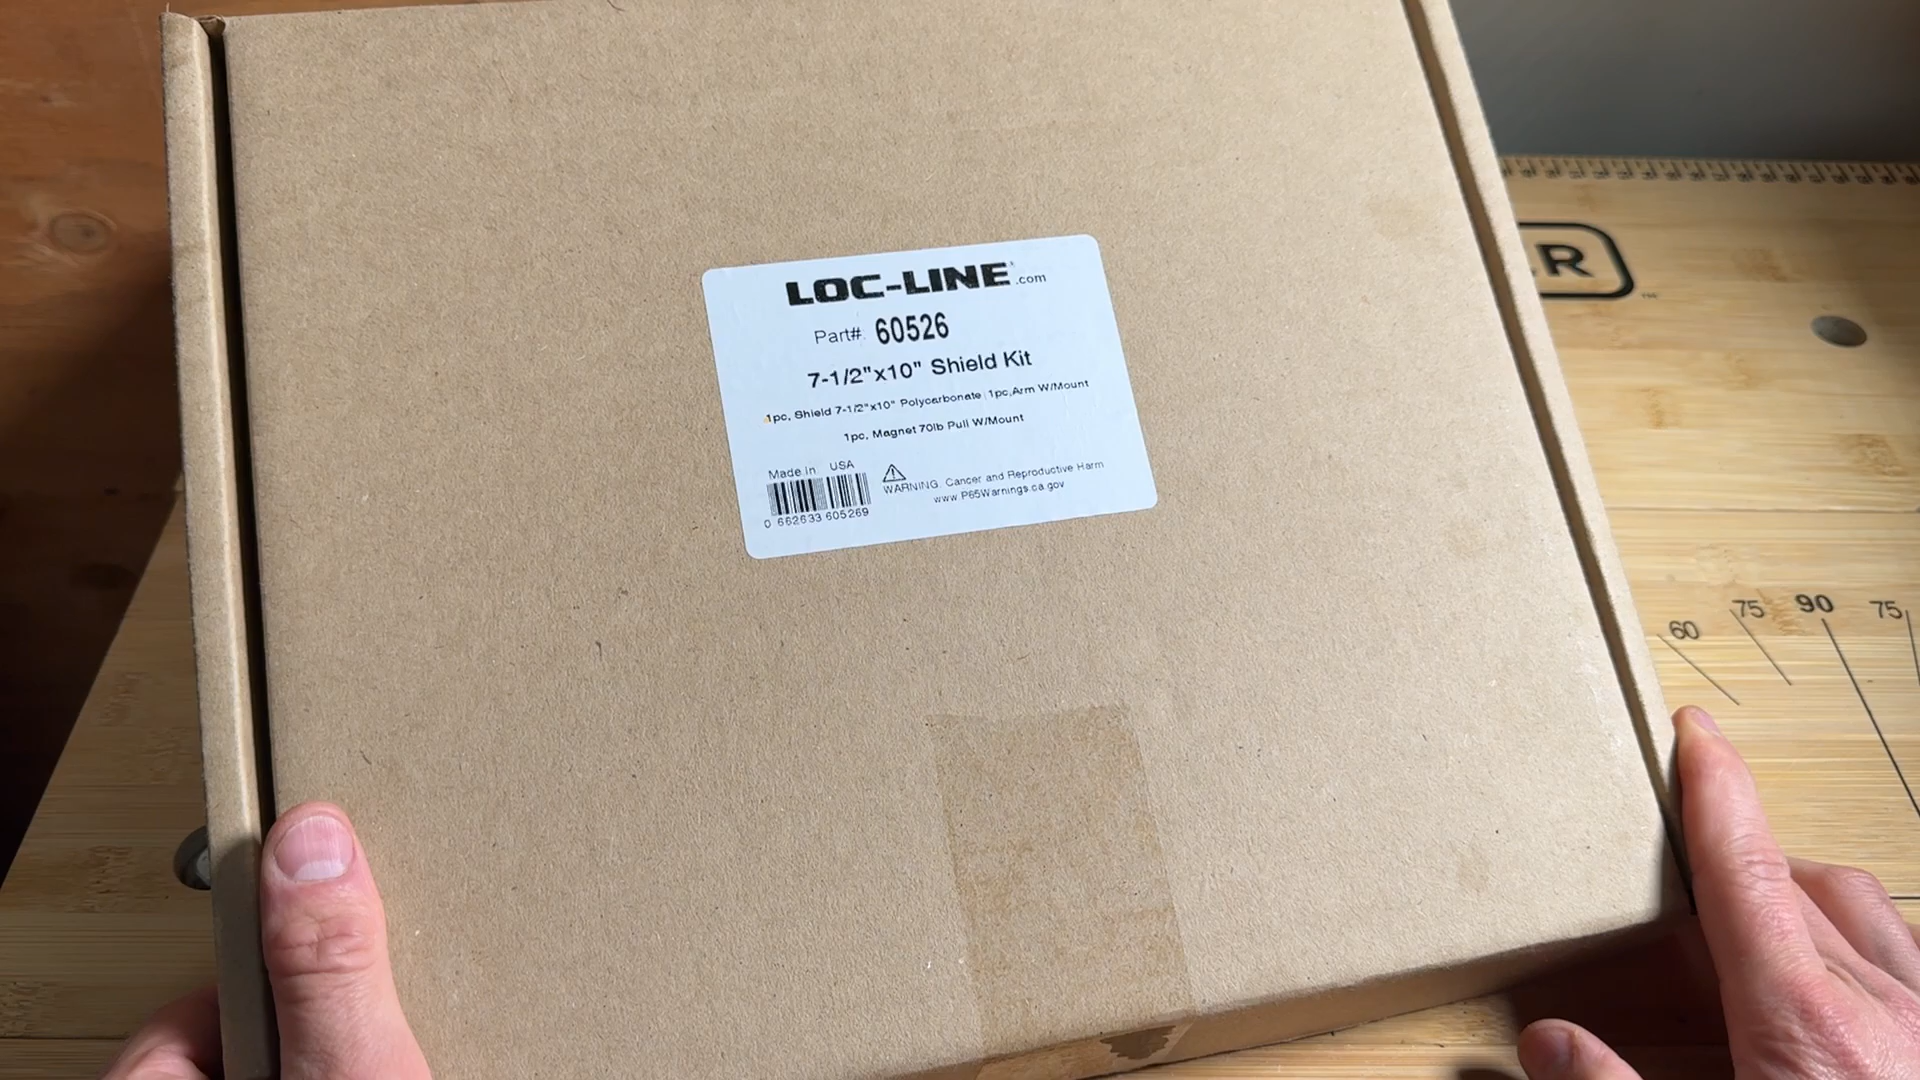 LOC-LINE®.com
Part#: 60526
7-1/2"x10" Shield Kit
1pc, Shield 7-1/2"x10" Polycarbonate | 1pc,Arm W/Mount
1pc, Magnet 70lb Pull W/Mount
Made in USA
0 662633 605269
WARNING: Cancer and Reproductive Harm
www.P65Warnings.ca.gov
R
™
60 75 90 75